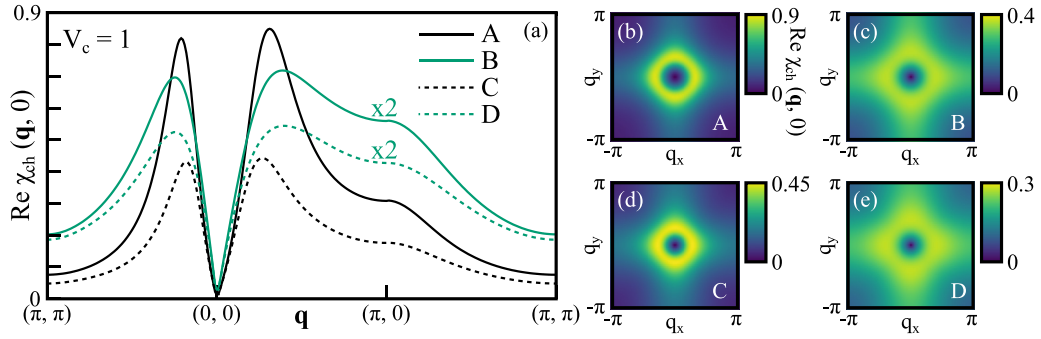 0.9
V_c = 1
(a)
A
B
C
D
x2
x2
Re χ_ch (q, 0)
0
(π, π)
(0, 0)
q
(π, 0)
(π, π)
π
(b)
q_y
A
-π
-π
q_x
π
0.9
0
Re χ_ch (q, 0)
π
(c)
q_y
B
-π
-π
q_x
π
0.4
0
π
(d)
q_y
C
-π
-π
q_x
π
0.45
0
π
(e)
q_y
D
-π
-π
q_x
π
0.3
0